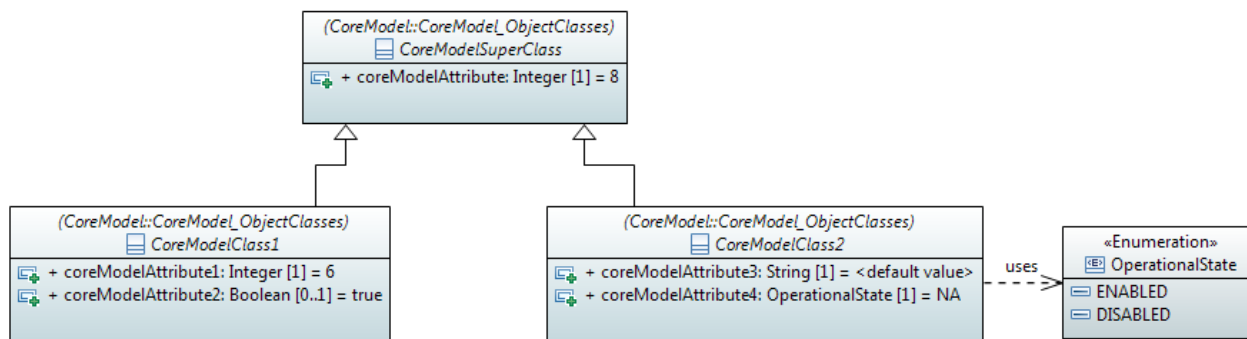 (CoreModel::CoreModel_ObjectClasses)
CoreModelSuperClass
+ coreModelAttribute: Integer [1] = 8
(CoreModel::CoreModel_ObjectClasses)
CoreModelClass1
+ coreModelAttribute1: Integer [1] = 6
+ coreModelAttribute2: Boolean [0..1] = true
(CoreModel::CoreModel_ObjectClasses)
CoreModelClass2
+ coreModelAttribute3: String [1] = <default value>
+ coreModelAttribute4: OperationalState [1] = NA
uses
«Enumeration»
<E> OperationalState
ENABLED
DISABLED